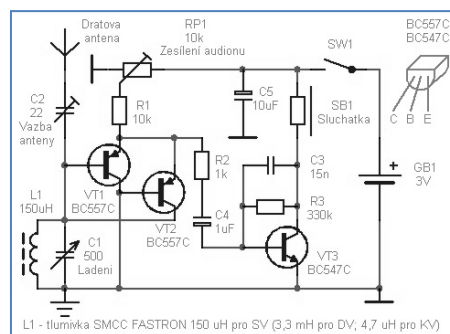 Dratova
antena
RP1
10k
Zesílení audionu
SW1
BC557C
BC547C
C B E
C2
22
Vazba
anteny
R1
10k
C5
10uF
SB1
Sluchatka
R2
1k
C3
15n
GB1
3V
+
L1
150uH
VT1
BC557C
VT2
BC557C
C4
1uF
R3
330k
C1
500
Ladeni
VT3
BC547C
L1 - tlumivka SMCC FASTRON 150 uH pro SV (3,3 mH pro DV; 4,7 uH pro KV)